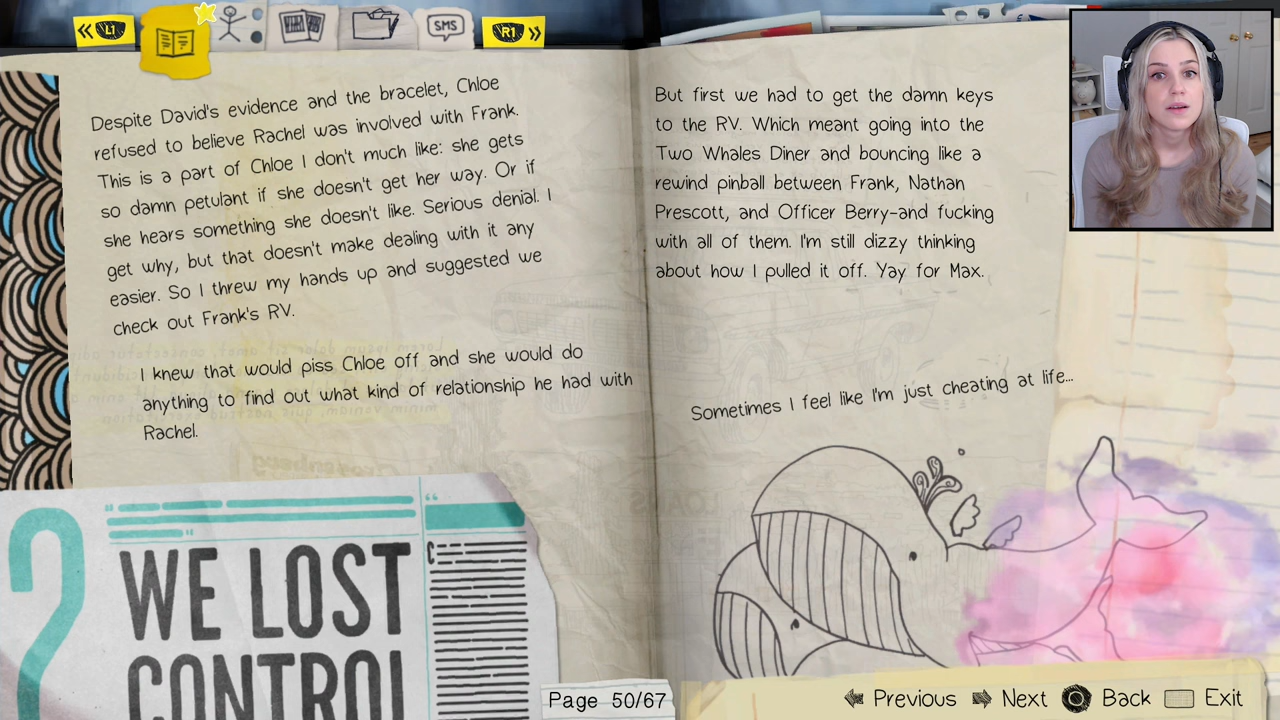 L1
SMS
R1
Despite David's evidence and the bracelet, Chloe
refused to believe Rachel was involved with Frank.
This is a part of Chloe I don't much like: she gets
so damn petulant if she doesn't get her way. Or if
she hears something she doesn't like. Serious denial. I
get why, but that doesn't make dealing with it any
easier. So I threw my hands up and suggested we
check out Frank's RV.
I knew that would piss Chloe off and she would do
anything to find out what kind of relationship he had with
Rachel.
? WE LOST
CONTROL
But first we had to get the damn keys
to the RV. Which meant going into the
Two Whales Diner and bouncing like a
rewind pinball between Frank, Nathan
Prescott, and Officer Berry-and fucking
with all of them. I'm still dizzy thinking
about how I pulled it off. Yay for Max.
Sometimes I feel like I'm just cheating at life...
Page 50/67
Previous Next Back Exit